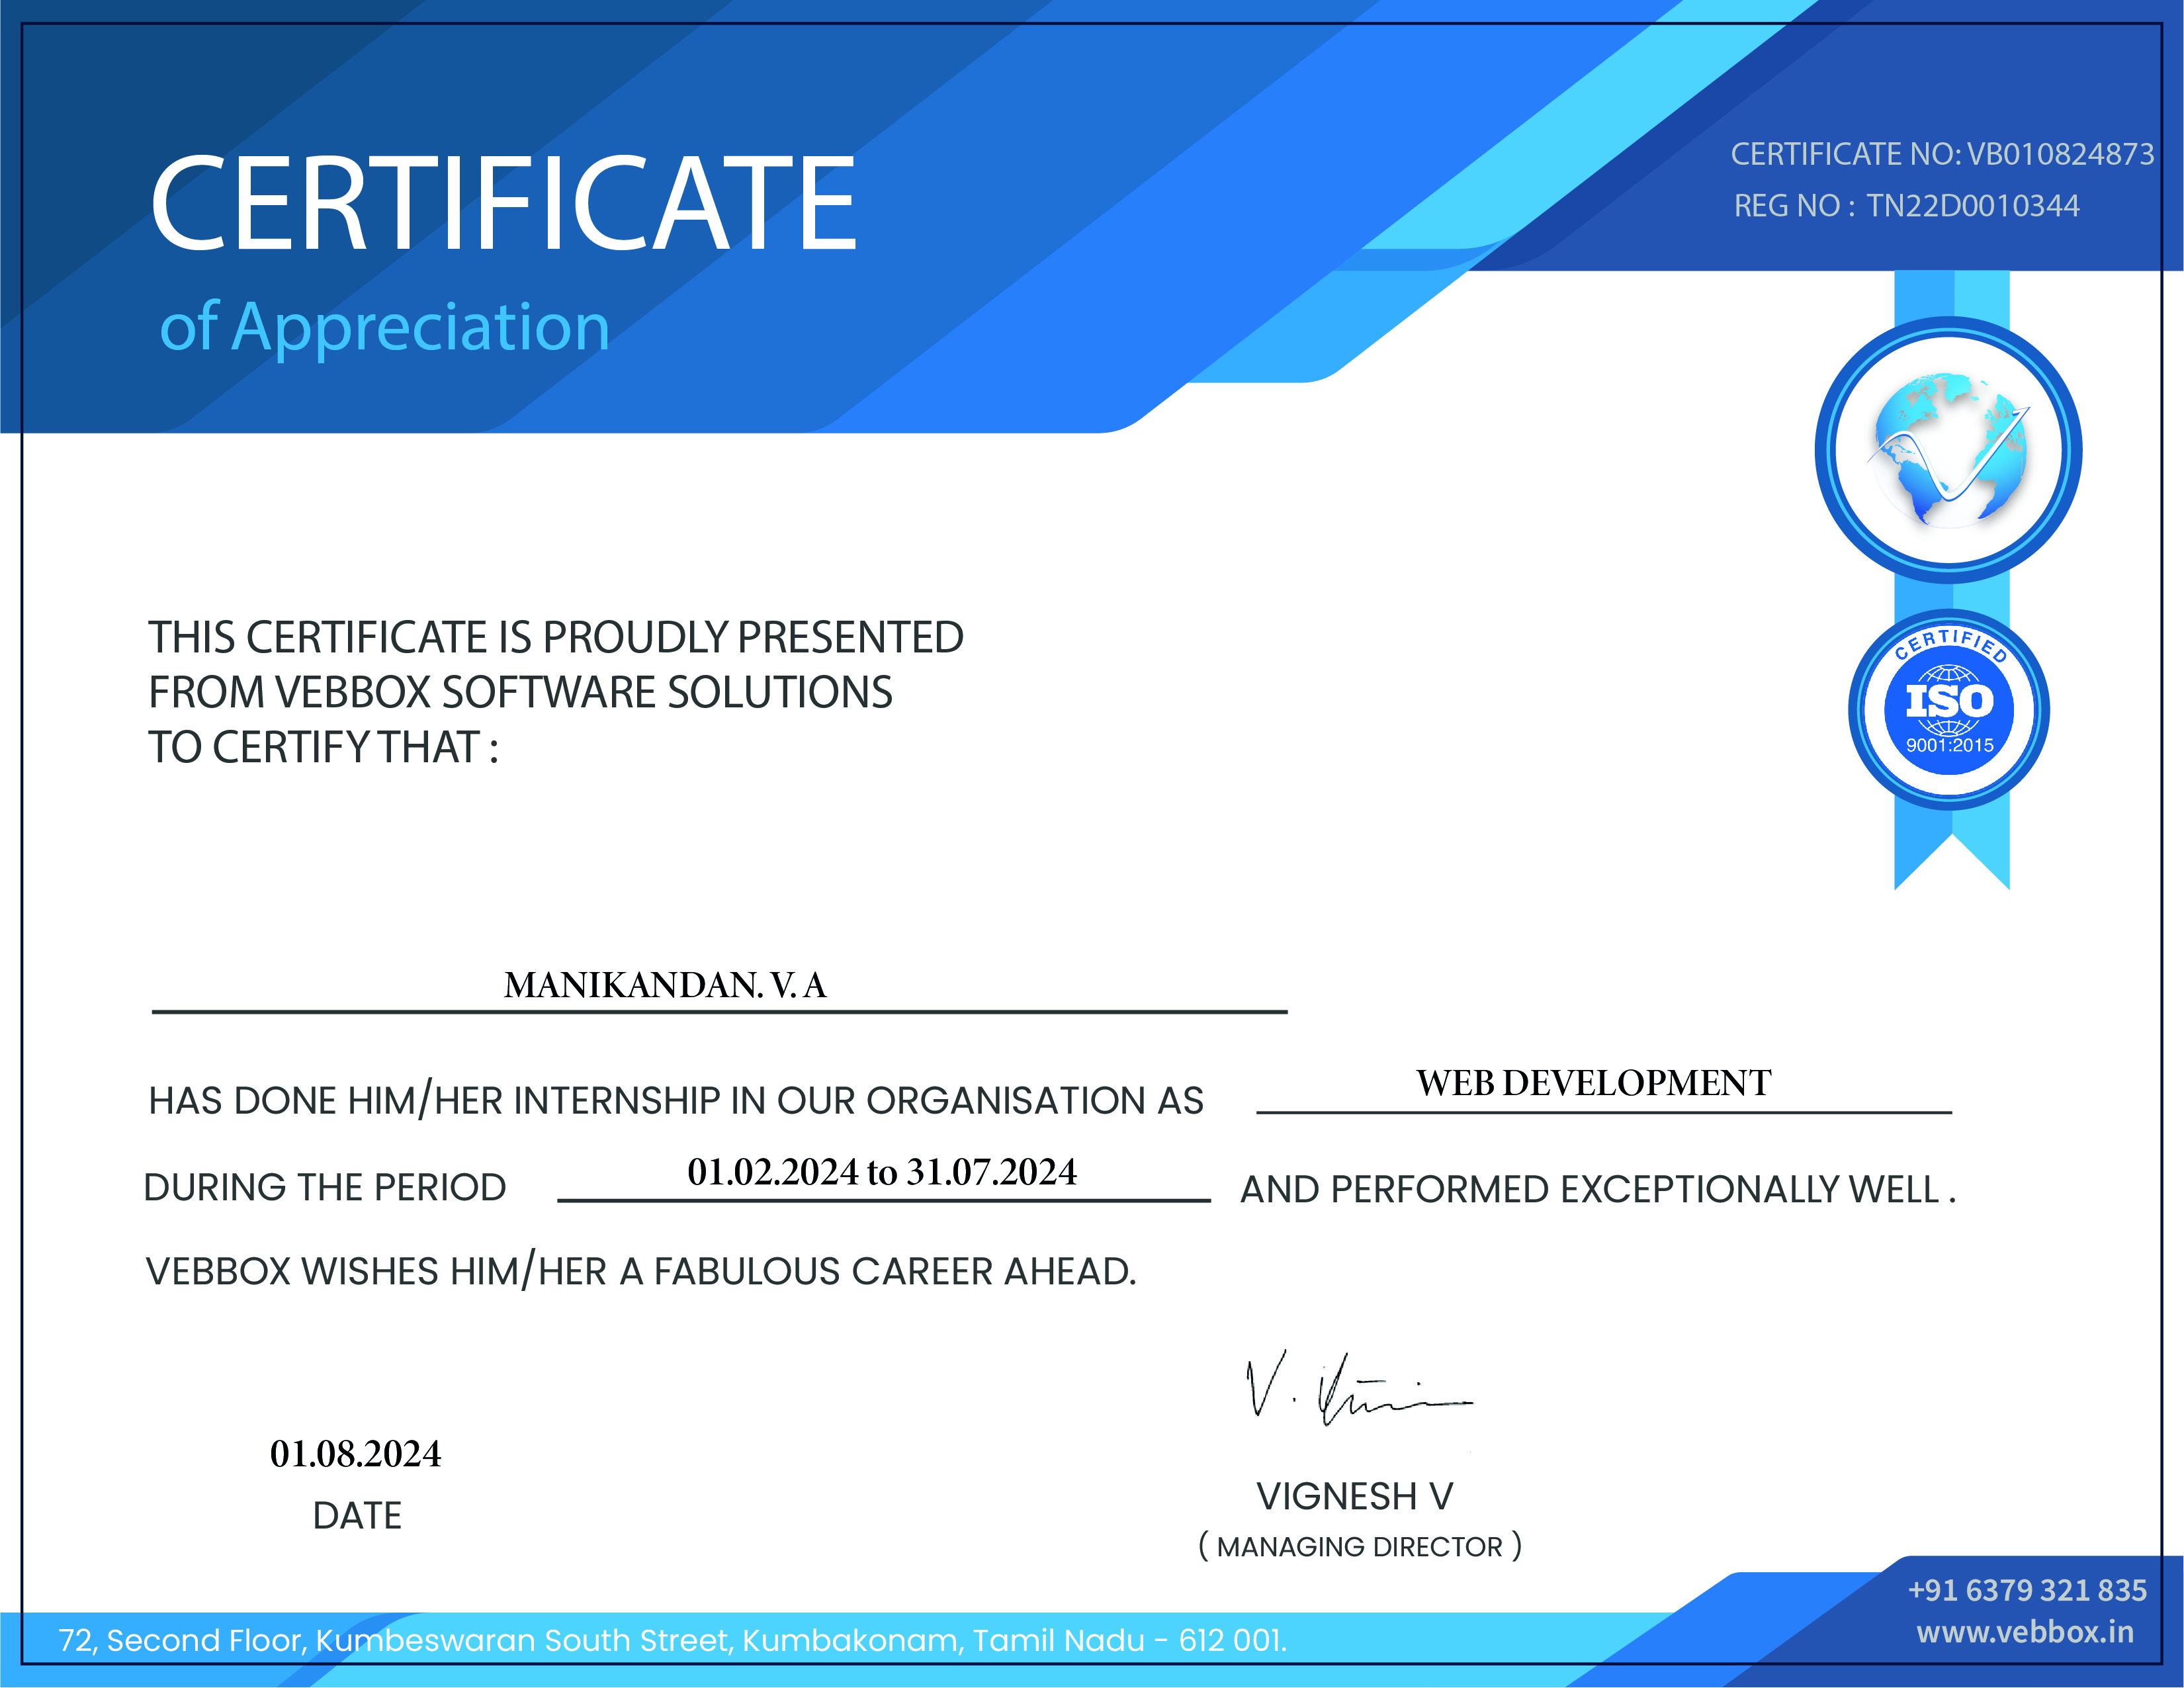 CERTIFICATE
of Appreciation
CERTIFICATE NO: VB010824873
REG NO : TN22D0010344
CERTIFIED
ISO
9001:2015
THIS CERTIFICATE IS PROUDLY PRESENTED
FROM VEBBOX SOFTWARE SOLUTIONS
TO CERTIFY THAT :
MANIKANDAN. V. A
HAS DONE HIM/HER INTERNSHIP IN OUR ORGANISATION AS WEB DEVELOPMENT
DURING THE PERIOD 01.02.2024 to 31.07.2024 AND PERFORMED EXCEPTIONALLY WELL .
VEBBOX WISHES HIM/HER A FABULOUS CAREER AHEAD.
01.08.2024
DATE
VIGNESH V
( MANAGING DIRECTOR )
72, Second Floor, Kumbeswaran South Street, Kumbakonam, Tamil Nadu - 612 001.
+91 6379 321 835
www.vebbox.in